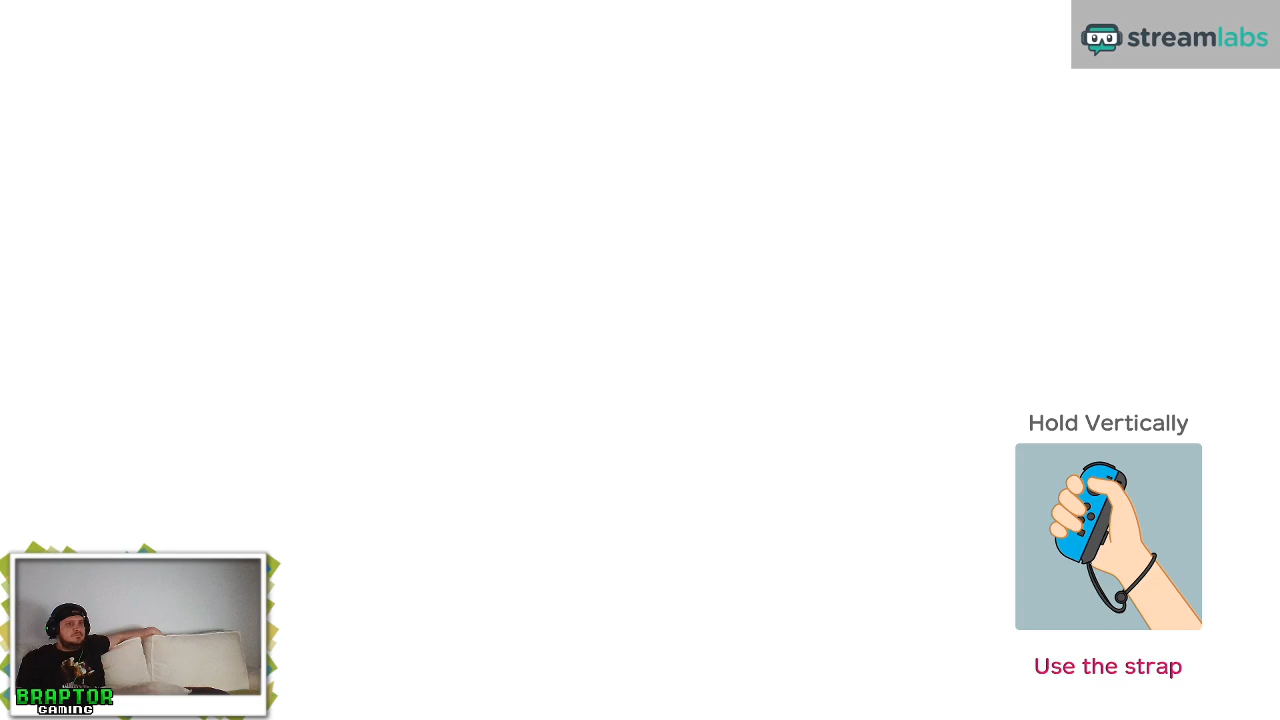 streamlabs
Hold Vertically
Use the strap
BRAPTOR
GAMING